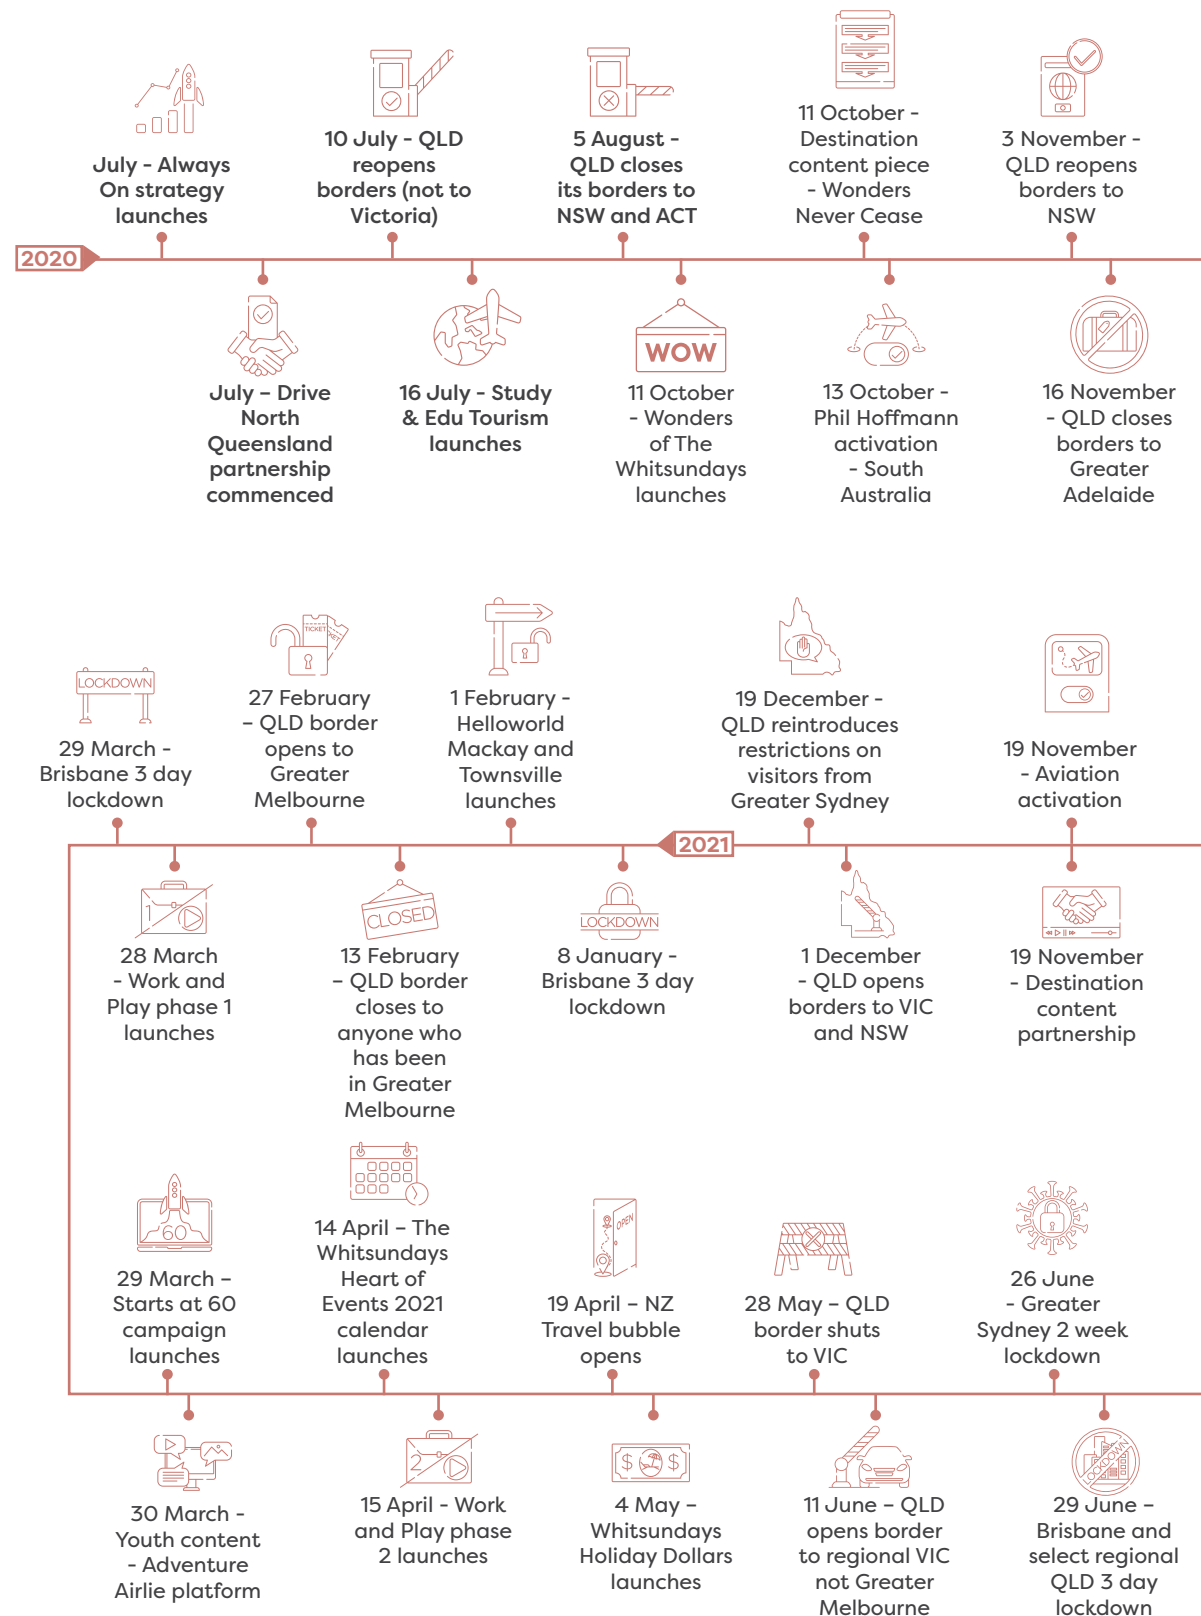 July - Always
On strategy
launches
10 July - QLD
reopens
borders (not to
Victoria)
5 August -
QLD closes
its borders to
NSW and ACT
11 October -
Destination
content piece
- Wonders
Never Cease
3 November -
QLD reopens
borders to
NSW
2020
July – Drive
North
Queensland
partnership
commenced
16 July - Study
& Edu Tourism
launches
WOW
11 October
- Wonders
of The
Whitsundays
launches
13 October -
Phil Hoffmann
activation
- South
Australia
16 November
- QLD closes
borders to
Greater
Adelaide
19 November
- Aviation
activation
19 December -
QLD reintroduces
restrictions on
visitors from
Greater Sydney
1 February -
Helloworld
Mackay and
Townsville
launches
TICKET
KET
27 February
– QLD border
opens to
Greater
Melbourne
LOCKDOWN
29 March -
Brisbane 3 day
lockdown
2021
19 November
- Destination
content
partnership
1 December
- QLD opens
borders to VIC
and NSW
LOCKDOWN
8 January -
Brisbane 3 day
lockdown
CLOSED
13 February
– QLD border
closes to
anyone who
has been
in Greater
Melbourne
1
28 March
- Work and
Play phase 1
launches
60
29 March –
Starts at 60
campaign
launches
14 April – The
Whitsundays
Heart of
Events 2021
calendar
launches
OPEN
19 April – NZ
Travel bubble
opens
28 May – QLD
border shuts
to VIC
26 June
- Greater
Sydney 2 week
lockdown
30 March -
Youth content
- Adventure
Airlie platform
2
15 April - Work
and Play phase
2 launches
$ $
4 May –
Whitsundays
Holiday Dollars
launches
11 June – QLD
opens border
to regional VIC
not Greater
Melbourne
LOCKDOWN
29 June –
Brisbane and
select regional
QLD 3 day
lockdown